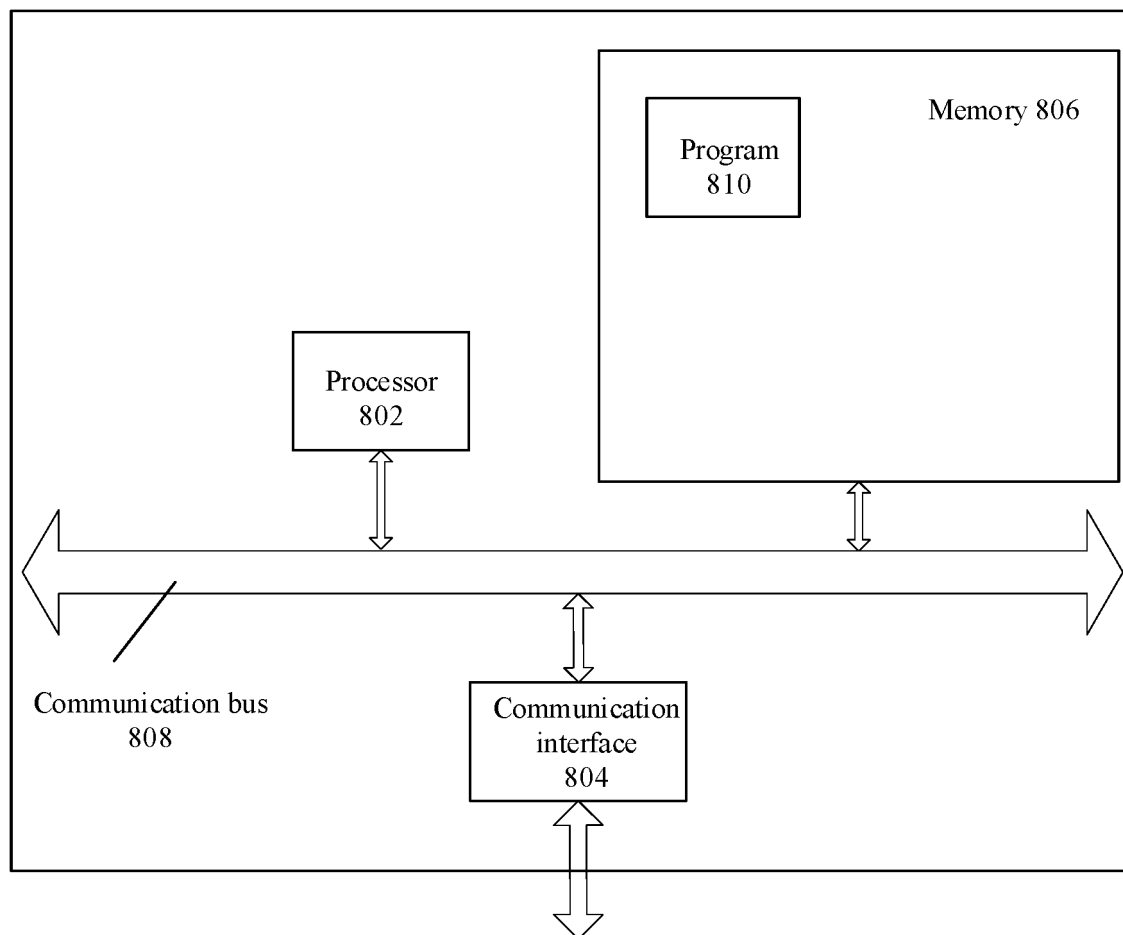 Memory 806
Program
810
Processor
802
Communication bus
808
Communication
interface
804